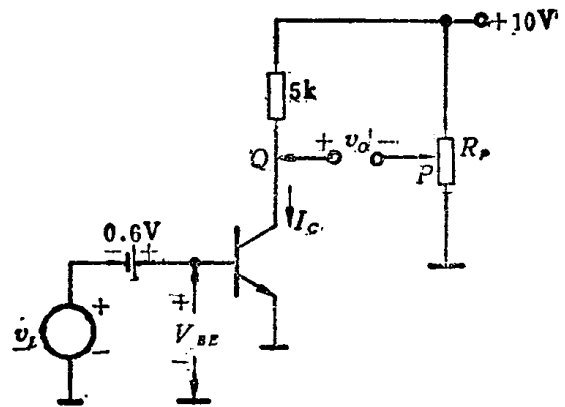 +10V
5k
Q
+ v_o −
R_P
P
I_C
0.6V
− +
+
v_I
−
+
V_BE
−